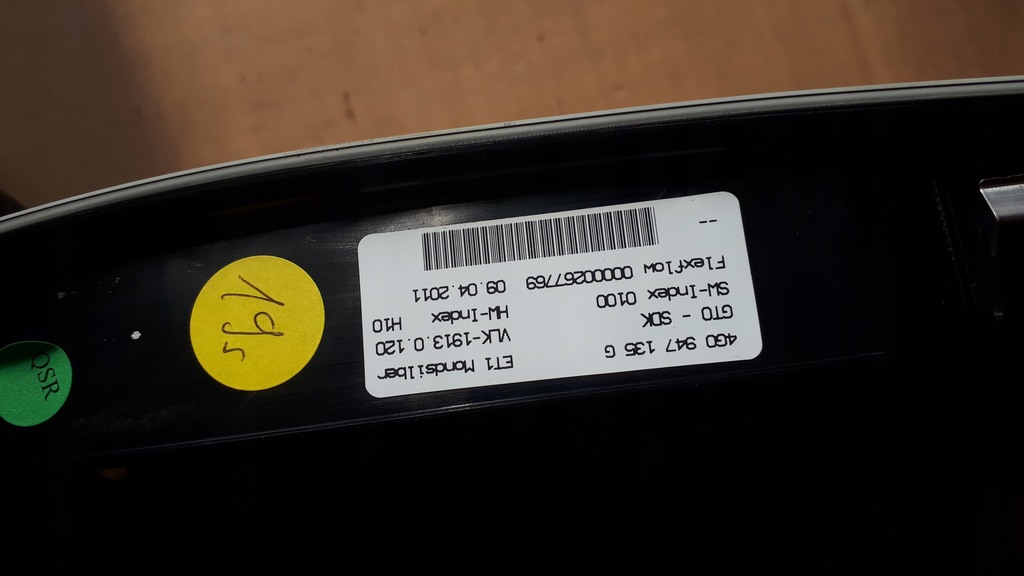 4G0 947 135 G ET1 Mondsilber
GTO - SDK VLK-1913.0.120
SW-Index 0100 HW-Index H10
Flexflow 00000267769 09.04.2011
--
QSR